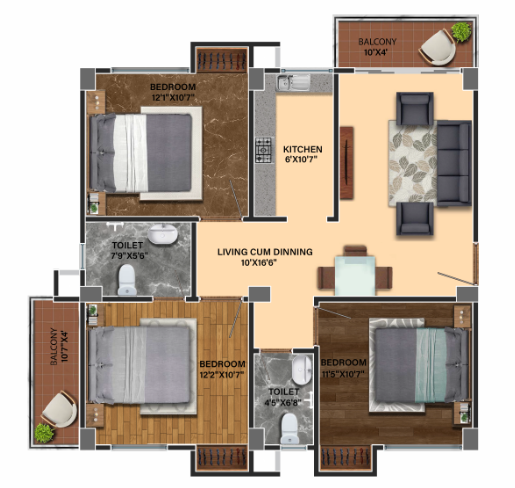 BALCONY
10'X4'
BEDROOM
12'1"X10'7"
KITCHEN
6'X10'7"
TOILET
7'9"X5'6"
LIVING CUM DINNING
10'X16'6"
BALCONY
10'7"X4'
BEDROOM
12'2"X10'7"
BEDROOM
11'5"X10'7"
TOILET
4'5"X6'8"